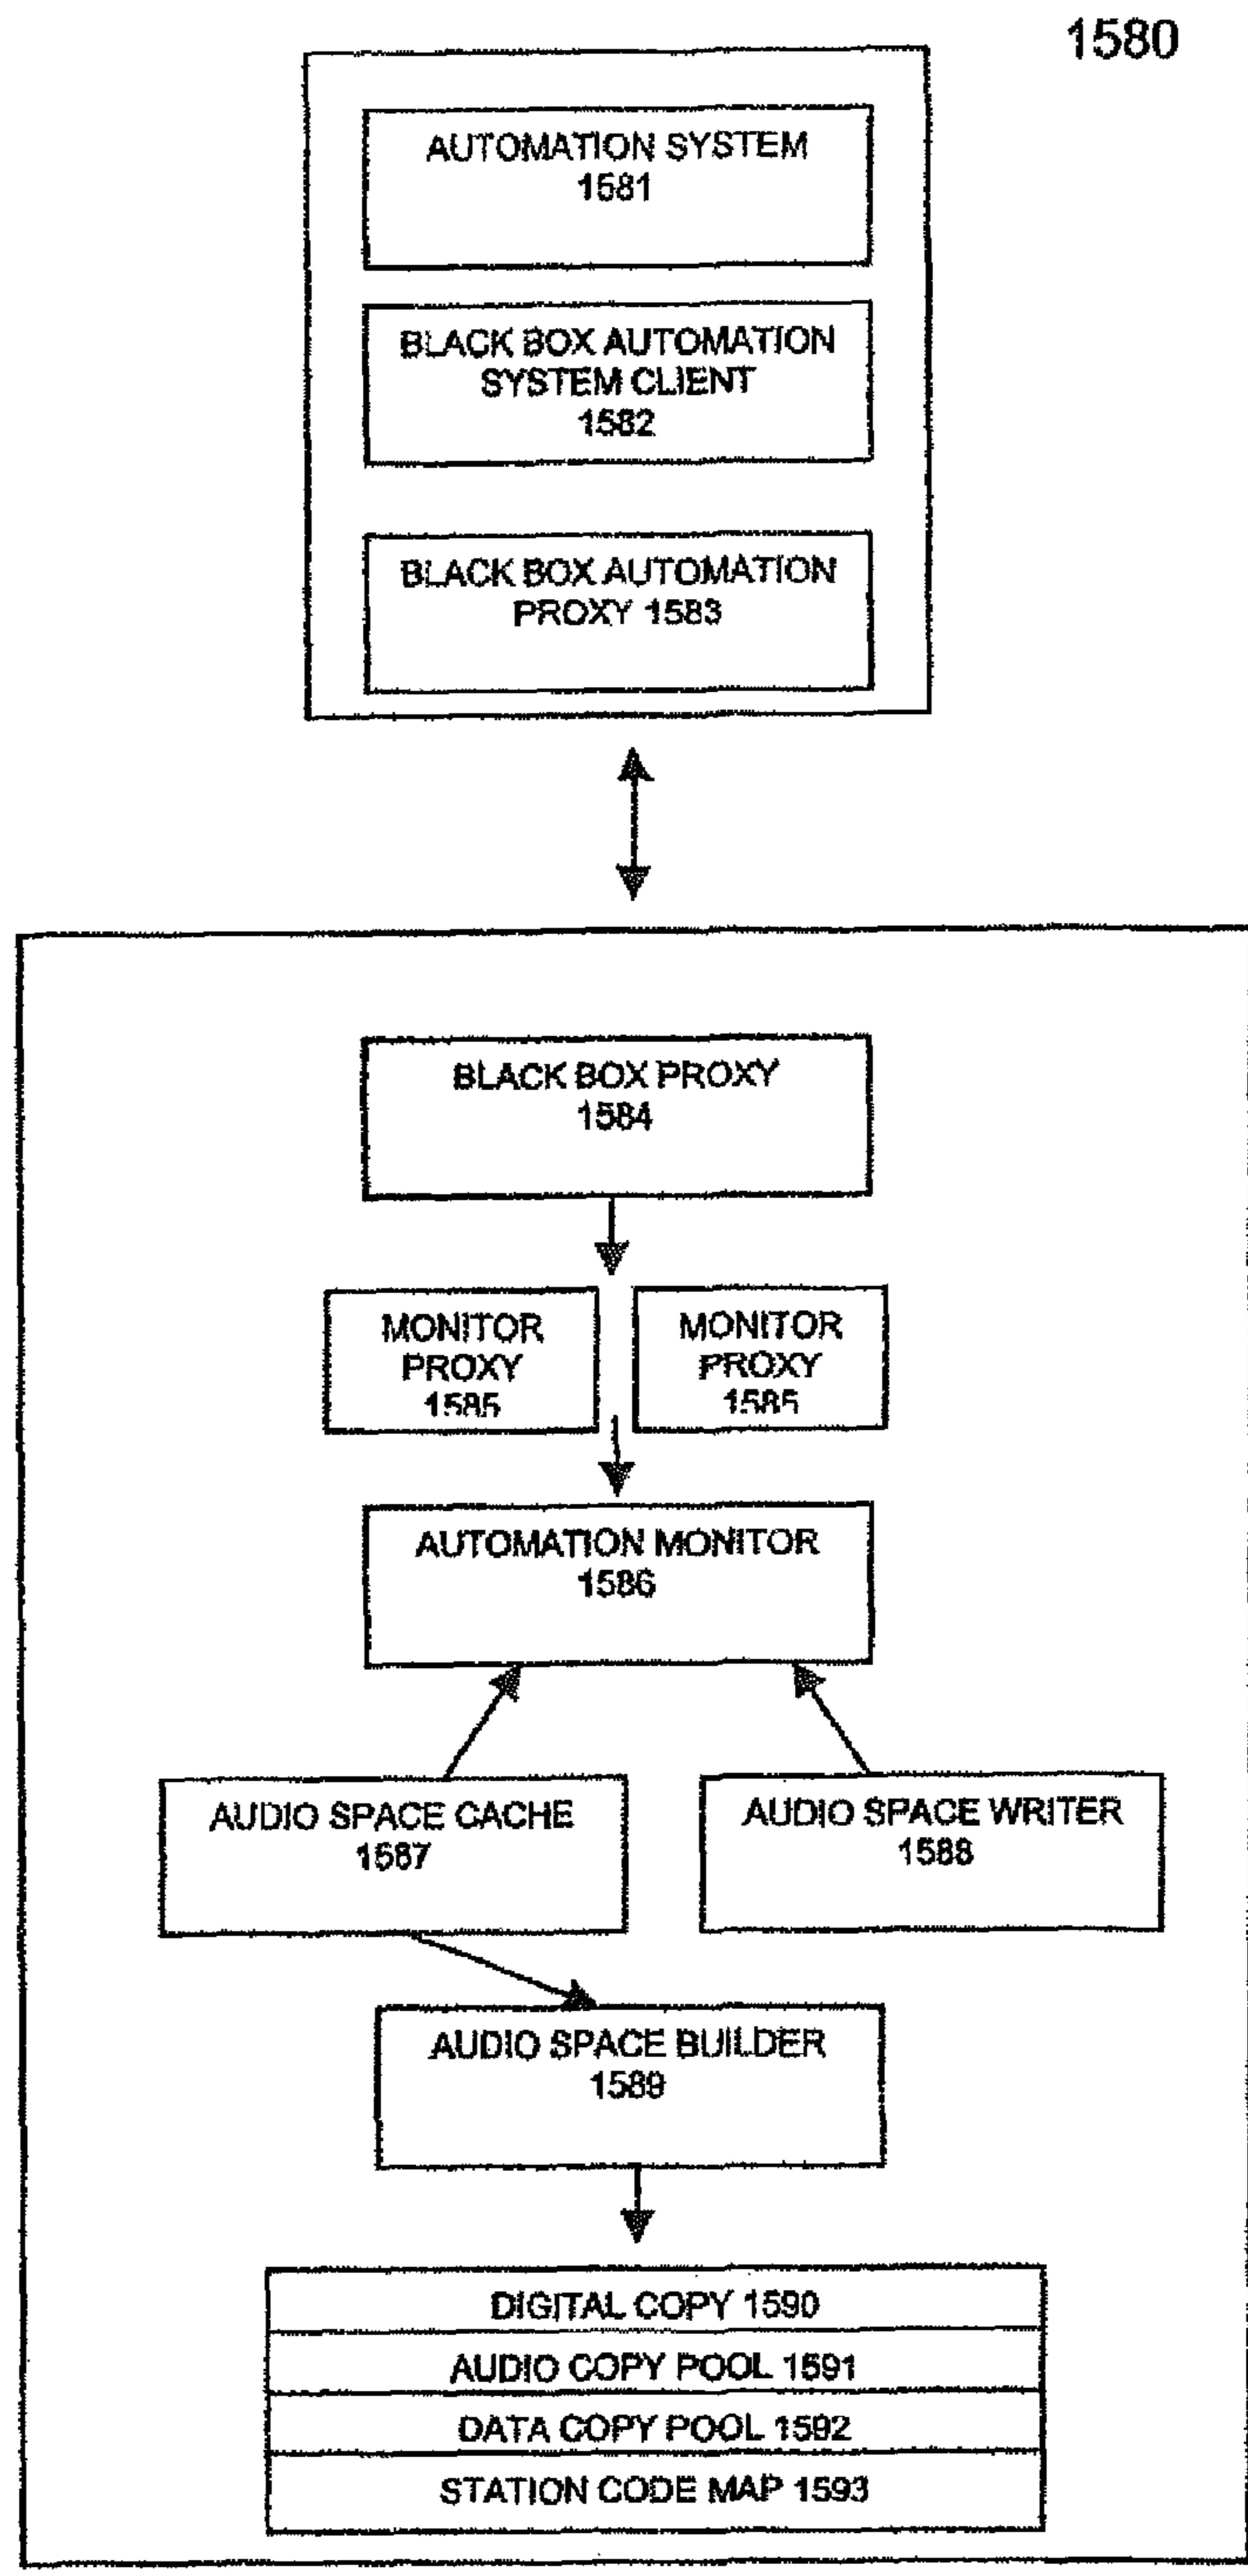 1580
AUTOMATION SYSTEM
1581
BLACK BOX AUTOMATION
SYSTEM CLIENT
1582
BLACK BOX AUTOMATION
PROXY 1583
BLACK BOX PROXY
1584
MONITOR
PROXY
1585
MONITOR
PROXY
1585
AUTOMATION MONITOR
1586
AUDIO SPACE CACHE
1587
AUDIO SPACE WRITER
1588
AUDIO SPACE BUILDER
1589
DIGITAL COPY 1590
AUDIO COPY POOL 1591
DATA COPY POOL 1592
STATION CODE MAP 1593